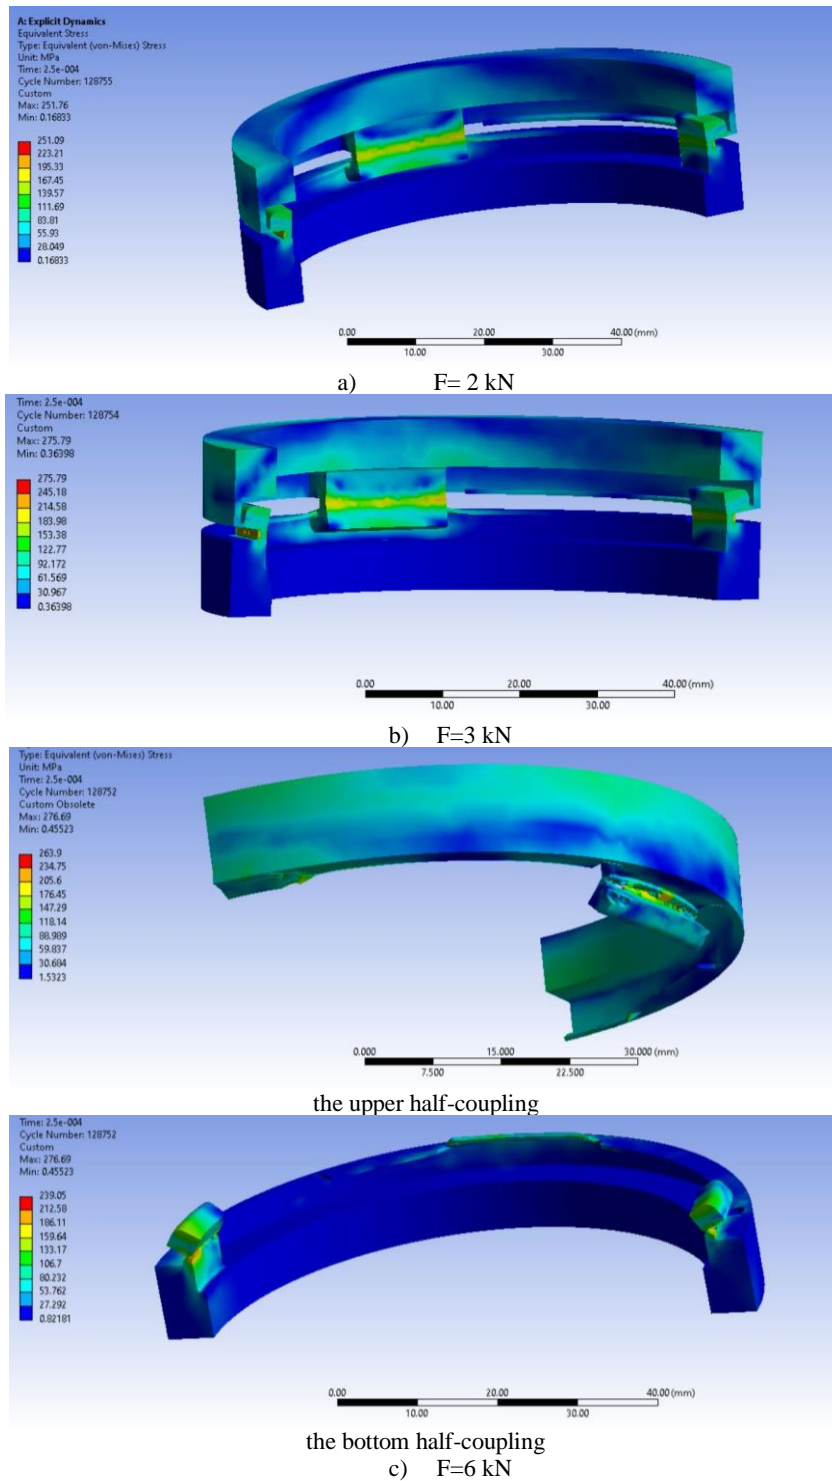 A: Explicit Dynamics
Equivalent Stress
Type: Equivalent (von-Mises) Stress
Unit: MPa
Time: 2.5e-004
Cycle Number: 128755
Custom
Max: 251.76
Min: 0.16833
251.09
223.21
195.33
167.45
139.57
111.69
83.81
55.93
28.049
0.16833
0.00 20.00 40.00 (mm)
10.00 30.00
a) F= 2 kN
Time: 2.5e-004
Cycle Number: 128754
Custom
Max: 275.79
Min: 0.36398
275.79
245.18
214.58
183.98
153.38
122.77
92.172
61.569
30.967
0.36398
0.00 20.00 40.00 (mm)
10.00 30.00
b) F=3 kN
Type: Equivalent (von-Mises) Stress
Unit: MPa
Time: 2.5e-004
Cycle Number: 128752
Custom Obsolete
Max: 276.69
Min: 0.45523
263.9
234.75
205.6
176.45
147.29
118.14
88.989
59.837
30.684
1.5323
0.000 15.000 30.000 (mm)
7.500 22.500
the upper half-coupling
Time: 2.5e-004
Cycle Number: 128752
Custom
Max: 276.69
Min: 0.45523
239.05
212.58
186.11
159.64
133.17
106.7
80.232
53.762
27.292
0.82181
0.00 20.00 40.00 (mm)
10.00 30.00
the bottom half-coupling
c) F=6 kN